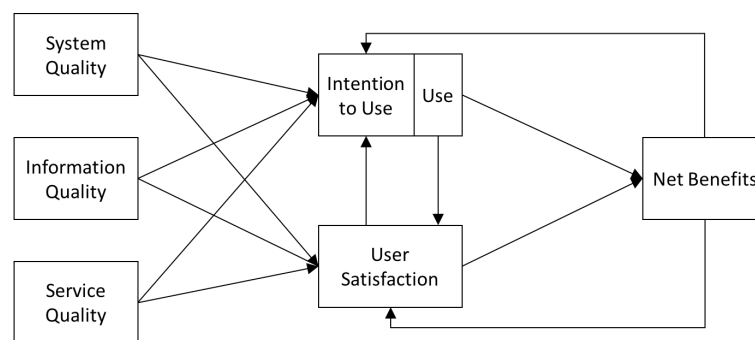 System
Quality
Intention
to Use
Use
Information
Quality
Net Benefits
User
Satisfaction
Service
Quality